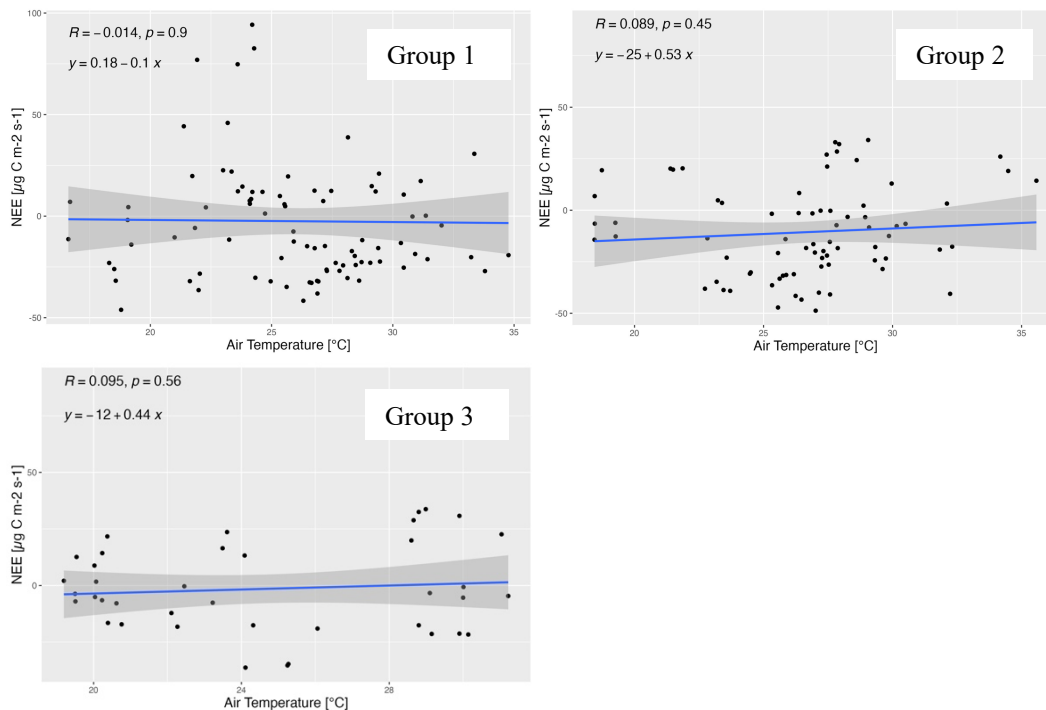 R = −0.014, p = 0.9
y = 0.18 − 0.1 x
Group 1
100
50
0
-50
NEE [µg C m-2 s-1]
20
25
30
35
Air Temperature [°C]
R = 0.089, p = 0.45
y = −25 + 0.53 x
Group 2
50
0
-50
NEE [µg C m-2 s-1]
20
25
30
35
Air Temperature [°C]
R = 0.095, p = 0.56
y = −12 + 0.44 x
Group 3
50
0
NEE [µg C m-2 s-1]
20
24
28
Air Temperature [°C]